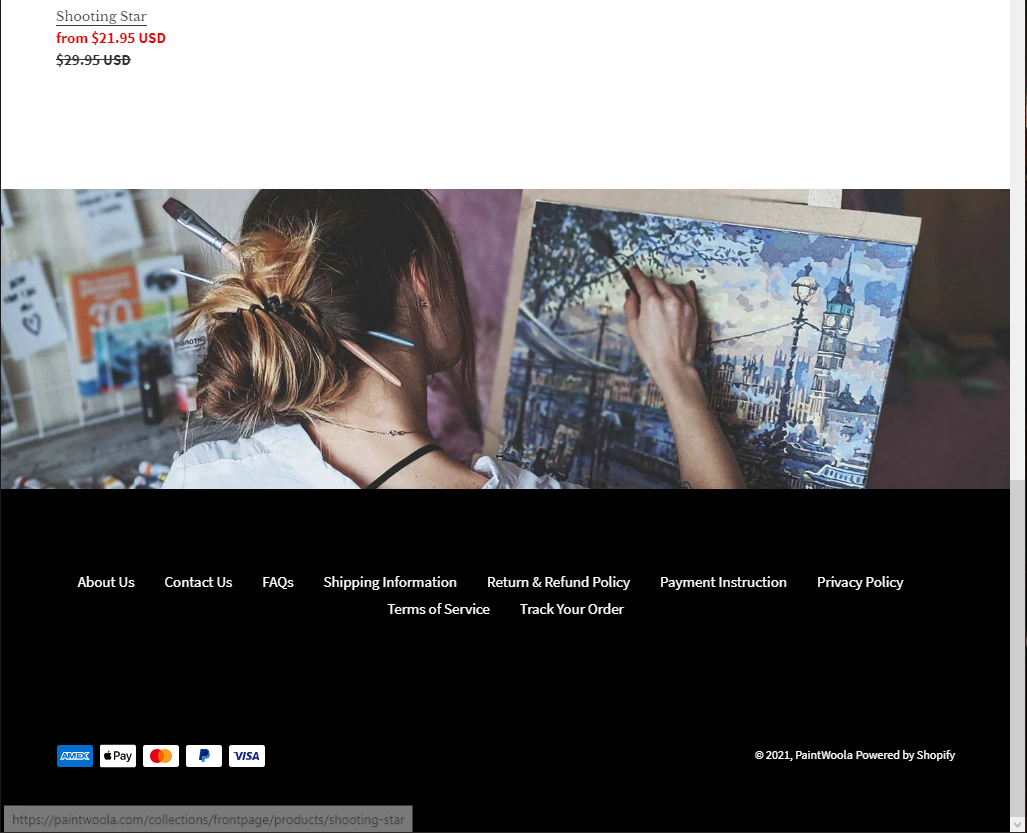 Shooting Star
from $21.95 USD
$29.95 USD
30
About Us Contact Us FAQs Shipping Information Return & Refund Policy Payment Instruction Privacy Policy
Terms of Service Track Your Order
AMEX Pay VISA
© 2021, PaintWoola Powered by Shopify
https://paintwoola.com/collections/frontpage/products/shooting-star